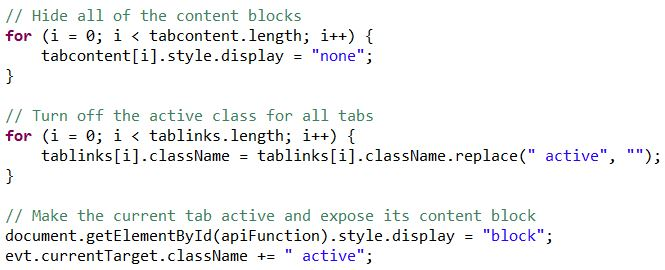 // Hide all of the content blocks
for (i = 0; i < tabcontent.length; i++) {
    tabcontent[i].style.display = "none";
}

// Turn off the active class for all tabs
for (i = 0; i < tablinks.length; i++) {
    tablinks[i].className = tablinks[i].className.replace(" active", "");
}

// Make the current tab active and expose its content block
document.getElementById(apiFunction).style.display = "block";
evt.currentTarget.className += " active";